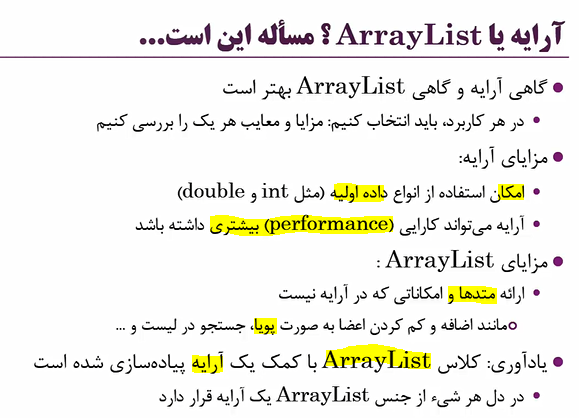 آرایه یا ArrayList ؟ مسأله این است...
• گاهی آرایه و گاهی ArrayList بهتر است
• در هر کاربرد، باید انتخاب کنیم: مزایا و معایب هر یک را بررسی کنیم
• مزایای آرایه:
• امکان استفاده از انواع داده اولیه (مثل int و double)
• آرایه می‌تواند کارایی (performance) بیشتری داشته باشد
• مزایای ArrayList :
• ارائه متدها و امکاناتی که در آرایه نیست
○ مانند اضافه و کم کردن اعضا به صورت پویا، جستجو در لیست و ...
• یادآوری: کلاس ArrayList با کمک یک آرایه پیاده‌سازی شده است
• در دل هر شیء از جنس ArrayList یک آرایه قرار دارد